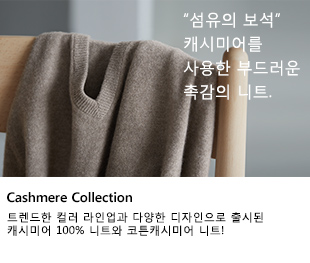 “섬유의 보석”
캐시미어를
사용한 부드러운
촉감의 니트.
Cashmere Collection
트렌드한 컬러 라인업과 다양한 디자인으로 출시된
캐시미어 100% 니트와 코튼캐시미어 니트!